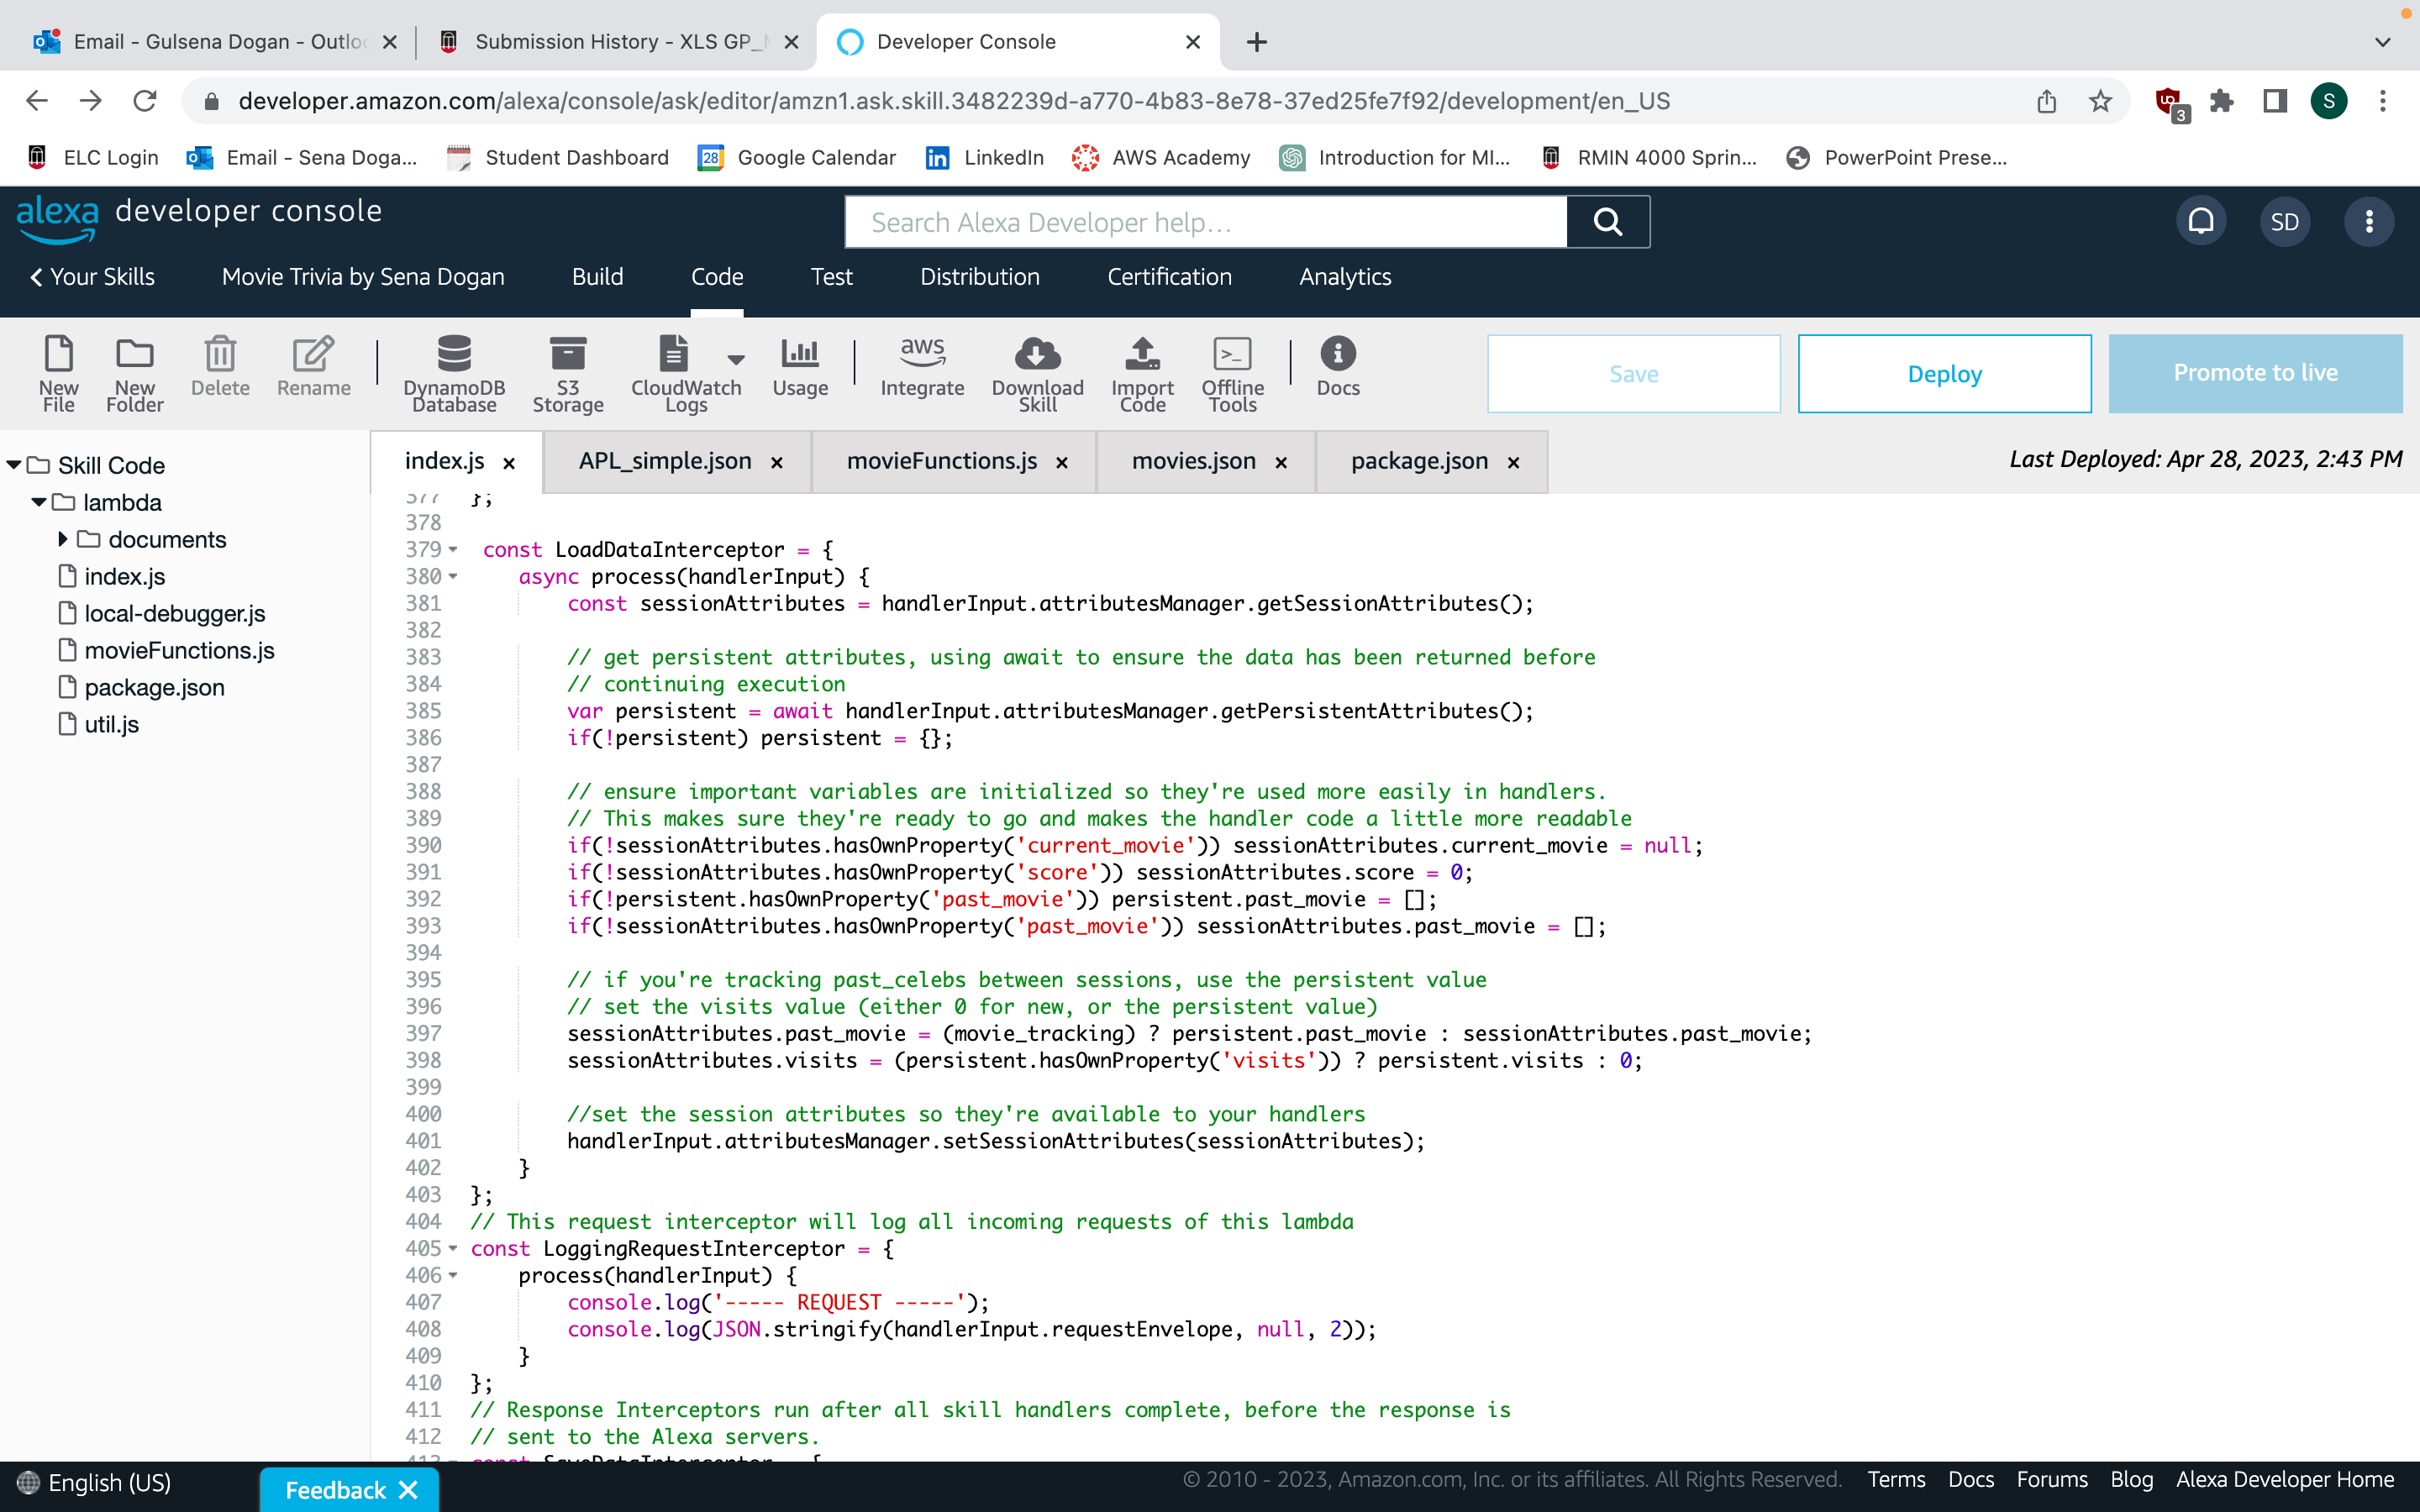 Email - Gulsena Dogan - Outlo
Submission History - XLS GP_
Developer Console
developer.amazon.com/alexa/console/ask/editor/amzn1.ask.skill.3482239d-a770-4b83-8e78-37ed25fe7f92/development/en_US
3
S
ELC Login
Email - Sena Doga...
Student Dashboard
28
Google Calendar
LinkedIn
AWS Academy
Introduction for MI...
RMIN 4000 Sprin...
PowerPoint Prese...
alexa developer console
Search Alexa Developer help...
SD
Your Skills
Movie Trivia by Sena Dogan
Build
Code
Test
Distribution
Certification
Analytics
New File
New Folder
Delete
Rename
DynamoDB Database
S3 Storage
CloudWatch Logs
Usage
aws Integrate
Download Skill
Import Code
Offline Tools
Docs
Save
Deploy
Promote to live
index.js
APL_simple.json
movieFunctions.js
movies.json
package.json
Last Deployed: Apr 28, 2023, 2:43 PM
Skill Code
lambda
documents
index.js
local-debugger.js
movieFunctions.js
package.json
util.js
377 };
378
379 const LoadDataInterceptor = {
380 async process(handlerInput) {
381 const sessionAttributes = handlerInput.attributesManager.getSessionAttributes();
382
383 // get persistent attributes, using await to ensure the data has been returned before
384 // continuing execution
385 var persistent = await handlerInput.attributesManager.getPersistentAttributes();
386 if(!persistent) persistent = {};
387
388 // ensure important variables are initialized so they're used more easily in handlers.
389 // This makes sure they're ready to go and makes the handler code a little more readable
390 if(!sessionAttributes.hasOwnProperty('current_movie')) sessionAttributes.current_movie = null;
391 if(!sessionAttributes.hasOwnProperty('score')) sessionAttributes.score = 0;
392 if(!persistent.hasOwnProperty('past_movie')) persistent.past_movie = [];
393 if(!sessionAttributes.hasOwnProperty('past_movie')) sessionAttributes.past_movie = [];
394
395 // if you're tracking past_celebs between sessions, use the persistent value
396 // set the visits value (either 0 for new, or the persistent value)
397 sessionAttributes.past_movie = (movie_tracking) ? persistent.past_movie : sessionAttributes.past_movie;
398 sessionAttributes.visits = (persistent.hasOwnProperty('visits')) ? persistent.visits : 0;
399
400 //set the session attributes so they're available to your handlers
401 handlerInput.attributesManager.setSessionAttributes(sessionAttributes);
402 }
403 };
404 // This request interceptor will log all incoming requests of this lambda
405 const LoggingRequestInterceptor = {
406 process(handlerInput) {
407 console.log('----- REQUEST -----');
408 console.log(JSON.stringify(handlerInput.requestEnvelope, null, 2));
409 }
410 };
411 // Response Interceptors run after all skill handlers complete, before the response is
412 // sent to the Alexa servers.
413 const SaveDataInterceptor = {
English (US)
Feedback
© 2010 - 2023, Amazon.com, Inc. or its affiliates. All Rights Reserved.
Terms
Docs
Forums
Blog
Alexa Developer Home